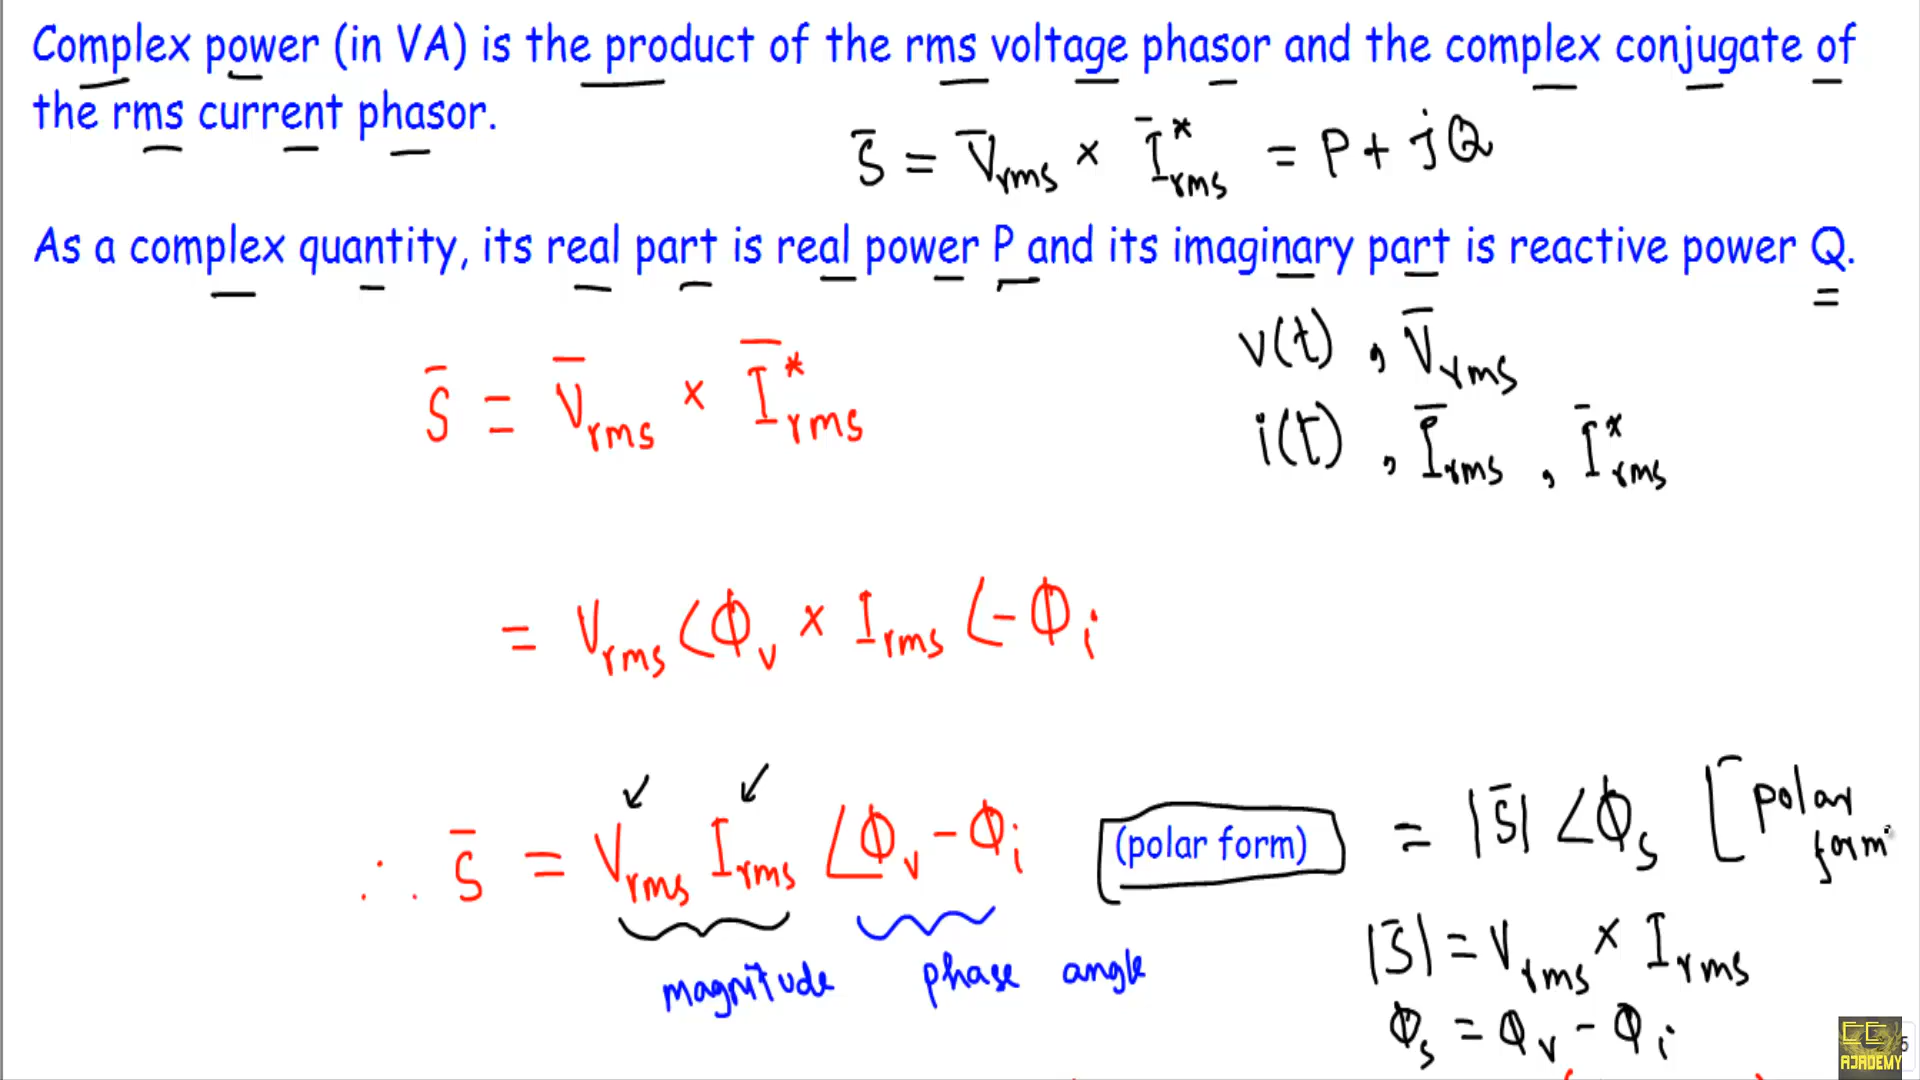 Complex power (in VA) is the product of the rms voltage phasor and the complex conjugate of
the rms current phasor.
S̄ = V̄rms × Ī*rms = P + jQ
As a complex quantity, its real part is real power P and its imaginary part is reactive power Q.
v(t) , V̄rms
S̄ = V̄rms × Ī*rms
i(t) , Īrms , Ī*rms
= Vrms ∠ϕv × Irms ∠-ϕi
∴ S̄ = Vrms Irms ∠ϕv - ϕi (polar form) = |S̄| ∠ϕs [polar
form
magnitude phase angle
|S̄| = Vrms × Irms
ϕs = ϕv - ϕi
EE
AJADEMY